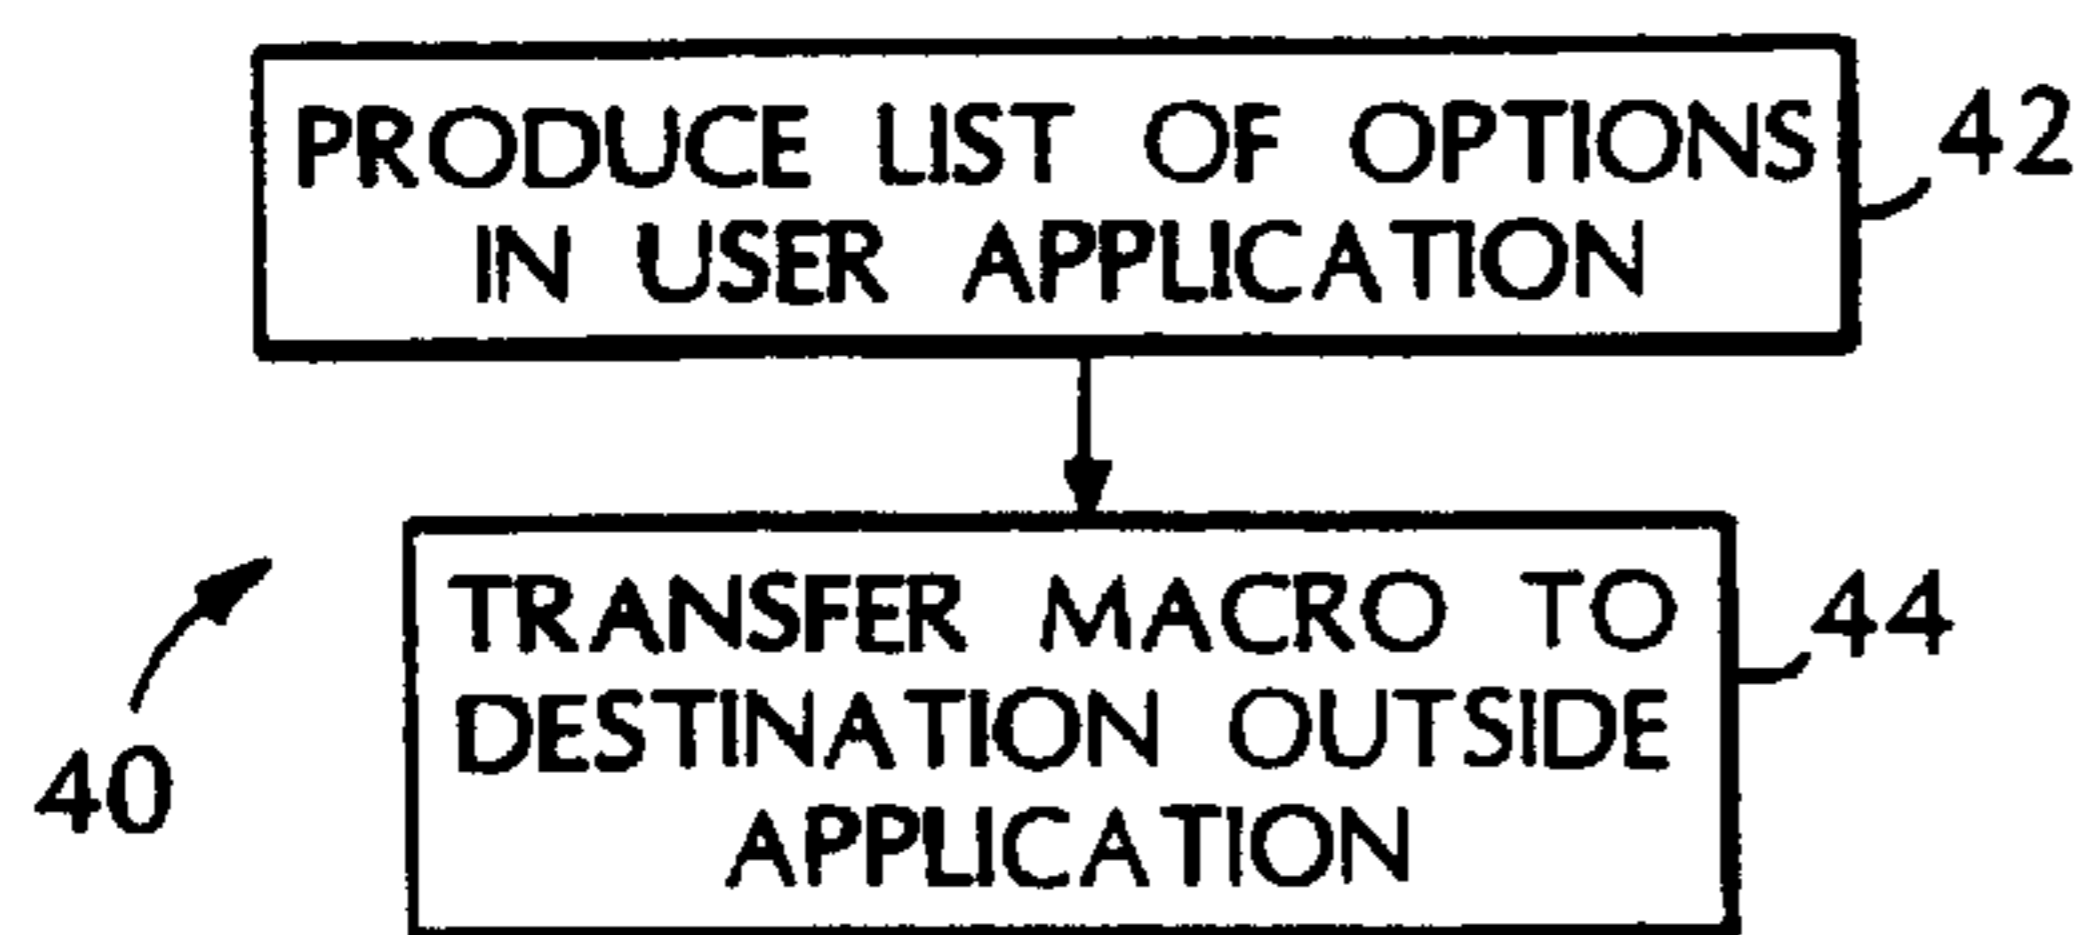 PRODUCE LIST OF OPTIONS
IN USER APPLICATION
42
TRANSFER MACRO TO
DESTINATION OUTSIDE
APPLICATION
44
40